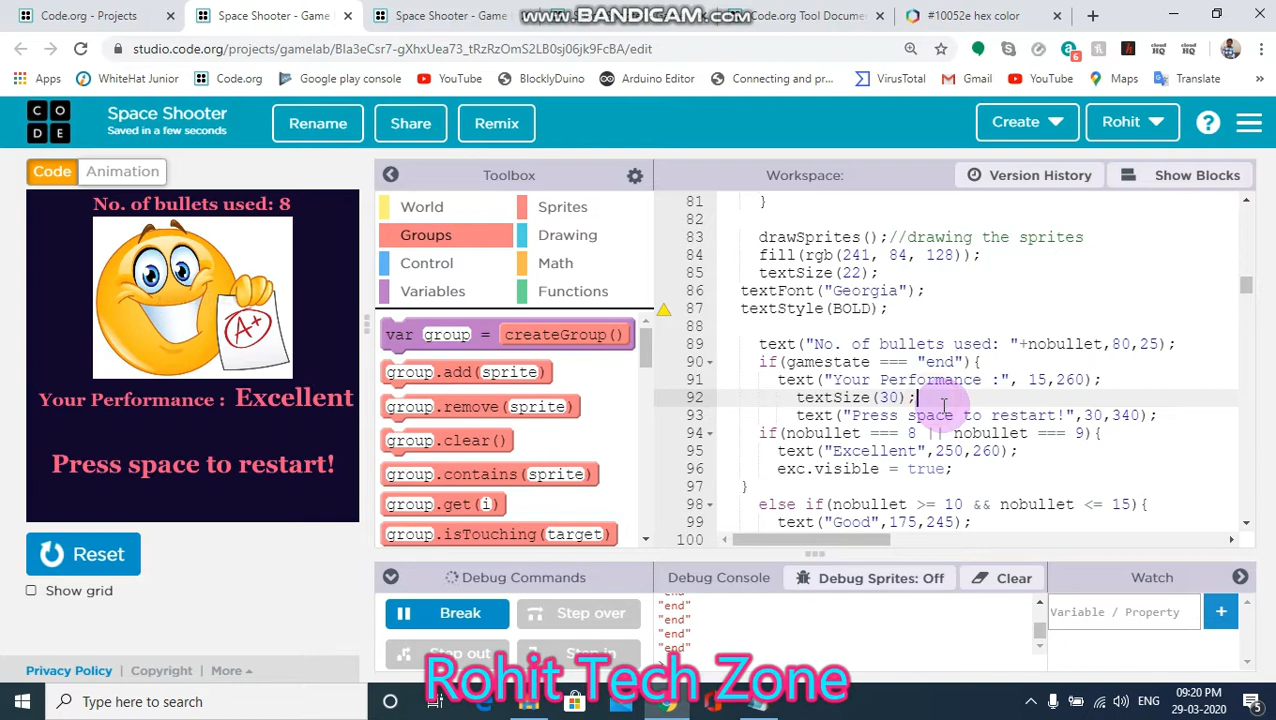 Code.org - Projects
Space Shooter - Game
Space Shooter - Game
Code.org Tool Docume
#10052e hex color
www.BANDICAM.com
studio.code.org/projects/gamelab/
Apps
WhiteHat Junior
Code.org
Google play console
YouTube
BlocklyDuino
Arduino Editor
Connecting and pr
VirusTotal
Gmail
YouTube
Maps
Translate
CODE
Space Shooter
Saved in a few seconds
Rename
Share
Remix
Create
Rohit
Code
Animation
Toolbox
Workspace:
Version History
Show Blocks
No. of bullets used: 8
A+
Your Performance : Excellent
Press space to restart!
Reset
Show grid
World
Sprites
Groups
Drawing
Control
Math
Variables
Functions
var group = createGroup()
group.add(sprite)
group.remove(sprite)
group.clear()
group.contains(sprite)
group.get(i)
group.isTouching(target)
81 }
82
83 drawSprites();//drawing the sprites
84 fill(rgb(241, 84, 128));
85 textSize(22);
86 textFont("Georgia");
87 textStyle(BOLD);
88
89 text("No. of bullets used: "+nobullet,80,25);
90 if(gamestate === "end"){
91 text("Your Performance :", 15,260);
92 textSize(30);
93 text("Press space to restart!",30,340);
94 if(nobullet === 8 || nobullet === 9){
95 text("Excellent",250,260);
96 exc.visible = true;
97 }
98 else if(nobullet >= 10 && nobullet <= 15){
99 text("Good",175,245);
100
Debug Commands
Debug Console
Debug Sprites: Off
Clear
Watch
Break
Step over
Step out
Step in
"end"
"end"
"end"
"end"
Variable / Property
Privacy Policy
Copyright
More
Rohit Tech Zone
Type here to search
ENG
09:20 PM
29-03-2020
5